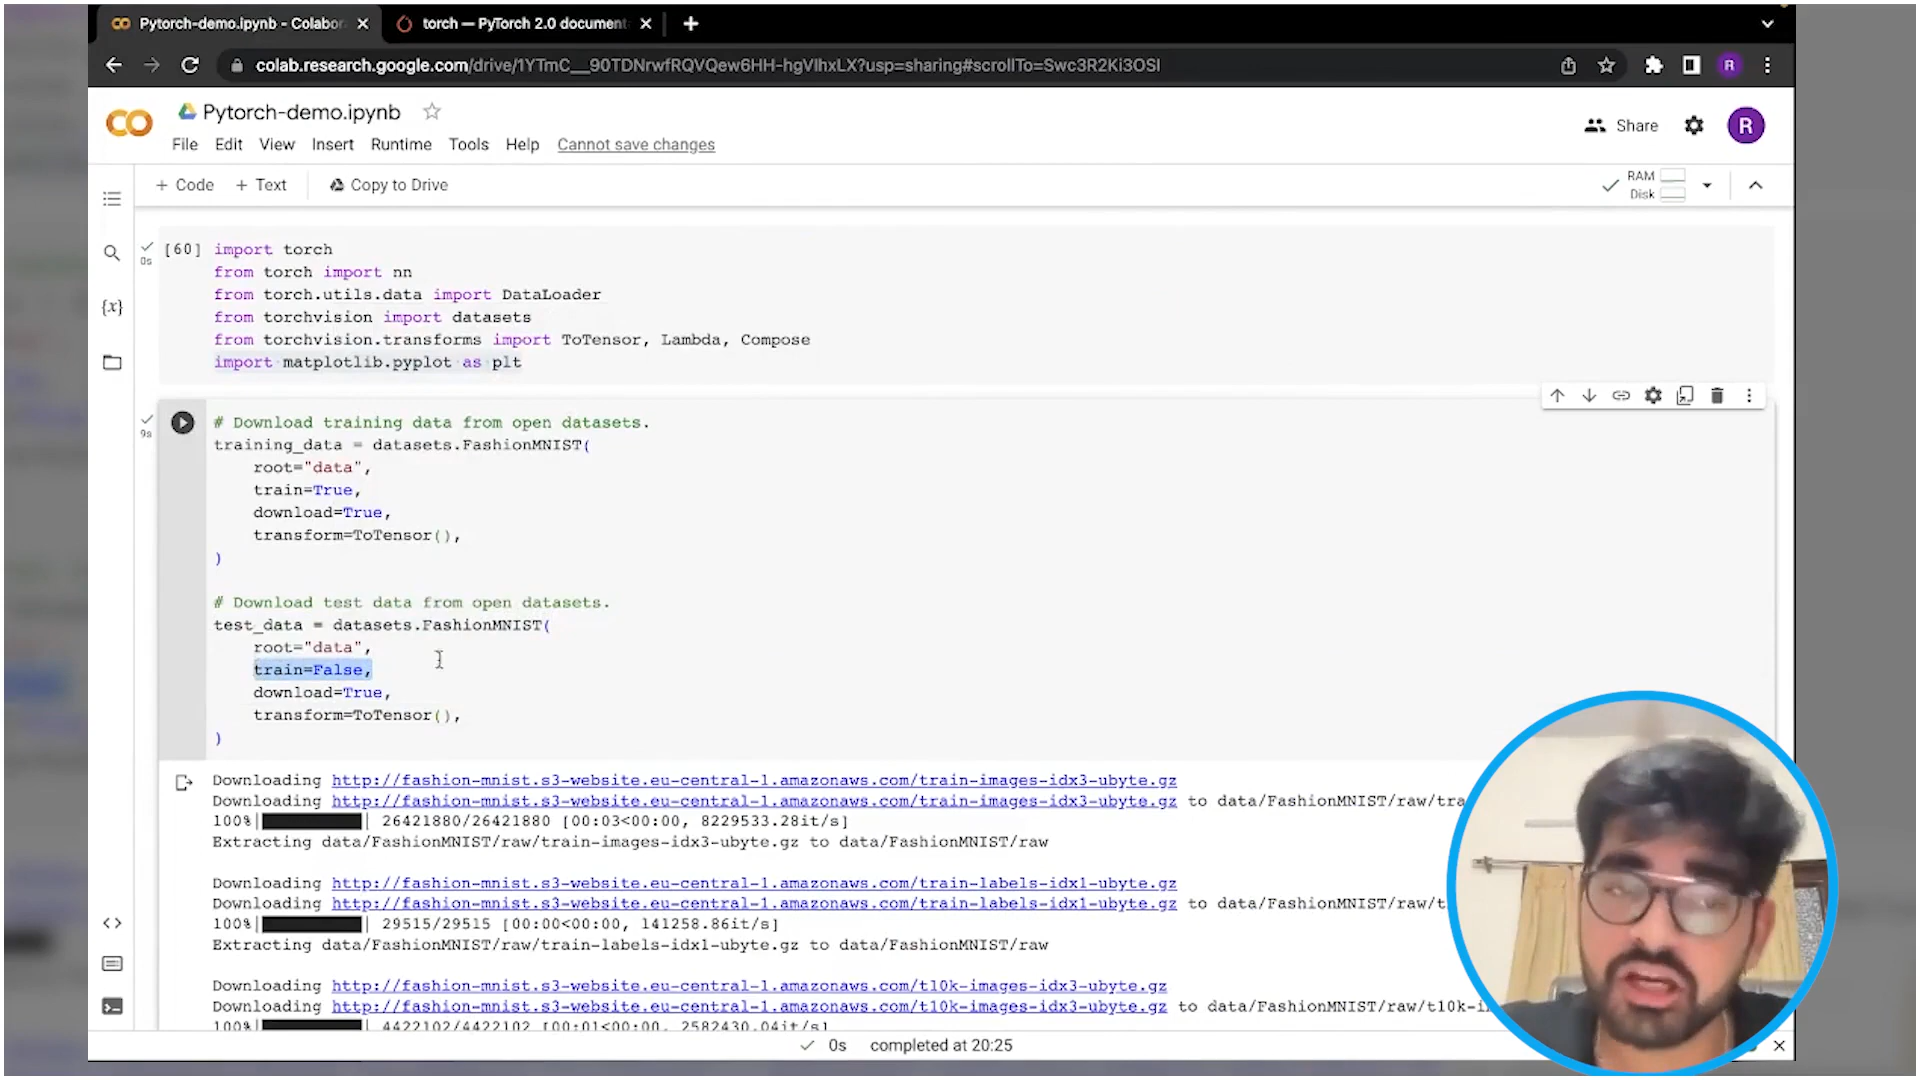 Pytorch-demo.ipynb - Colabor
torch — PyTorch 2.0 document
colab.research.google.com/drive/1YTmC__90TDNrwfRQVQew6HH-hgVlhxLX?usp=sharing#scrollTo=Swc3R2Ki3OSI
R
Pytorch-demo.ipynb
File Edit View Insert Runtime Tools Help Cannot save changes
Share
R
+ Code + Text Copy to Drive
RAM
Disk
[60] import torch
0s
from torch import nn
from torch.utils.data import DataLoader
from torchvision import datasets
from torchvision.transforms import ToTensor, Lambda, Compose
import matplotlib.pyplot as plt
9s
# Download training data from open datasets.
training_data = datasets.FashionMNIST(
root="data",
train=True,
download=True,
transform=ToTensor(),
)
# Download test data from open datasets.
test_data = datasets.FashionMNIST(
root="data",
train=False,
download=True,
transform=ToTensor(),
)
Downloading http://fashion-mnist.s3-website.eu-central-1.amazonaws.com/train-images-idx3-ubyte.gz
Downloading http://fashion-mnist.s3-website.eu-central-1.amazonaws.com/train-images-idx3-ubyte.gz to data/FashionMNIST/raw/tra
100%| | 26421880/26421880 [00:03<00:00, 8229533.28it/s]
Extracting data/FashionMNIST/raw/train-images-idx3-ubyte.gz to data/FashionMNIST/raw
Downloading http://fashion-mnist.s3-website.eu-central-1.amazonaws.com/train-labels-idx1-ubyte.gz
Downloading http://fashion-mnist.s3-website.eu-central-1.amazonaws.com/train-labels-idx1-ubyte.gz to data/FashionMNIST/raw/t
100%| | 29515/29515 [00:00<00:00, 141258.86it/s]
Extracting data/FashionMNIST/raw/train-labels-idx1-ubyte.gz to data/FashionMNIST/raw
Downloading http://fashion-mnist.s3-website.eu-central-1.amazonaws.com/t10k-images-idx3-ubyte.gz
Downloading http://fashion-mnist.s3-website.eu-central-1.amazonaws.com/t10k-images-idx3-ubyte.gz to data/FashionMNIST/raw/t10k-i
100%| | 4422102/4422102 [00:01<00:00, 2582430.04it/s]
0s completed at 20:25